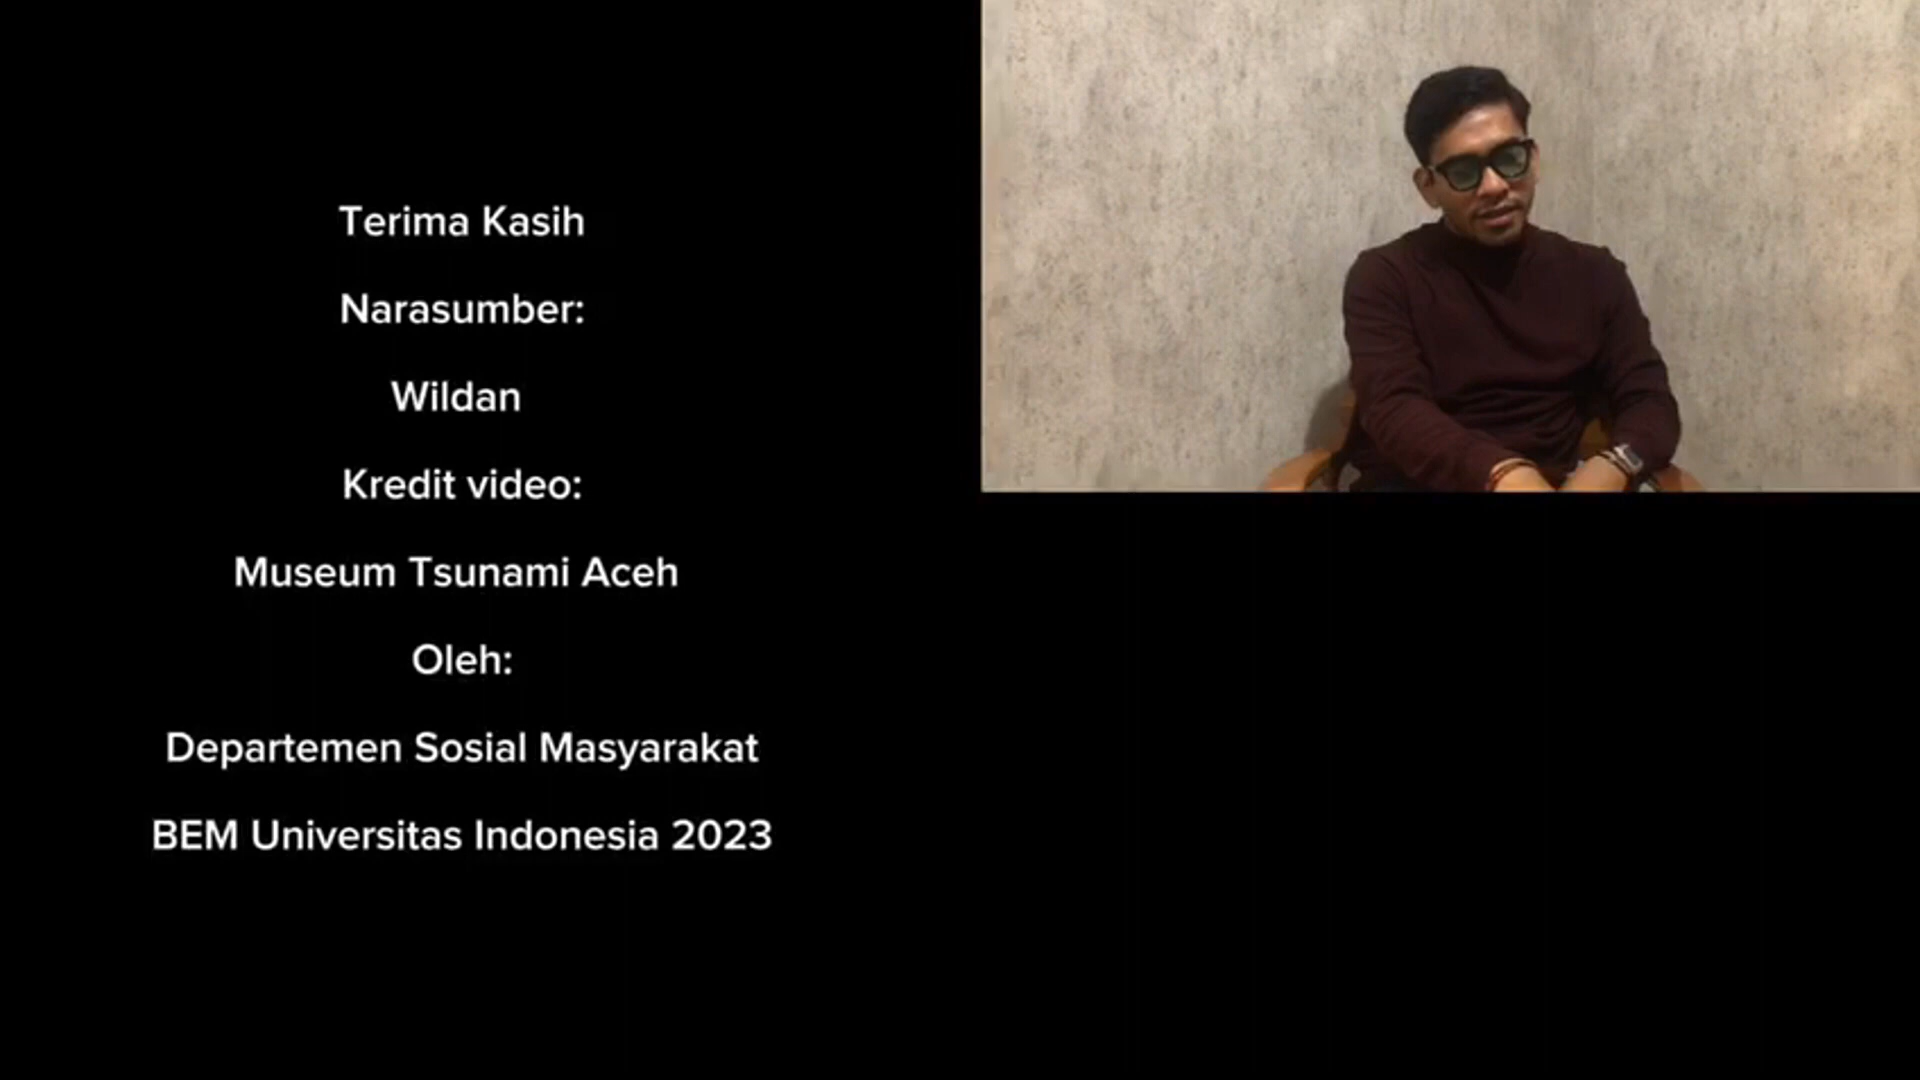 Terima Kasih
Narasumber:
Wildan
Kredit video:
Museum Tsunami Aceh
Oleh:
Departemen Sosial Masyarakat
BEM Universitas Indonesia 2023